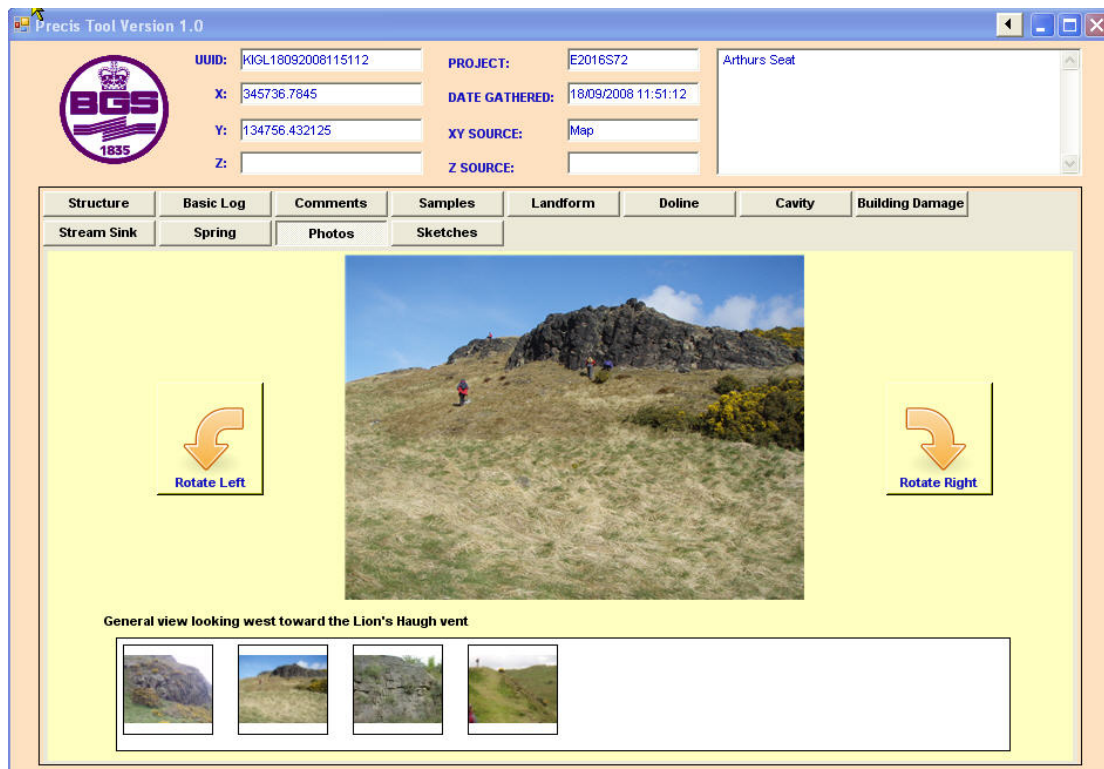 Precis Tool Version 1.0
BGS
1835
UUID: KIGL18092008115112
X: 345736.7845
Y: 134756.432125
Z:
PROJECT: E2016S72
DATE GATHERED: 18/09/2008 11:51:12
XY SOURCE: Map
Z SOURCE:
Arthurs Seat
Structure Basic Log Comments Samples Landform Doline Cavity Building Damage
Stream Sink Spring Photos Sketches
Rotate Left
Rotate Right
General view looking west toward the Lion's Haugh vent